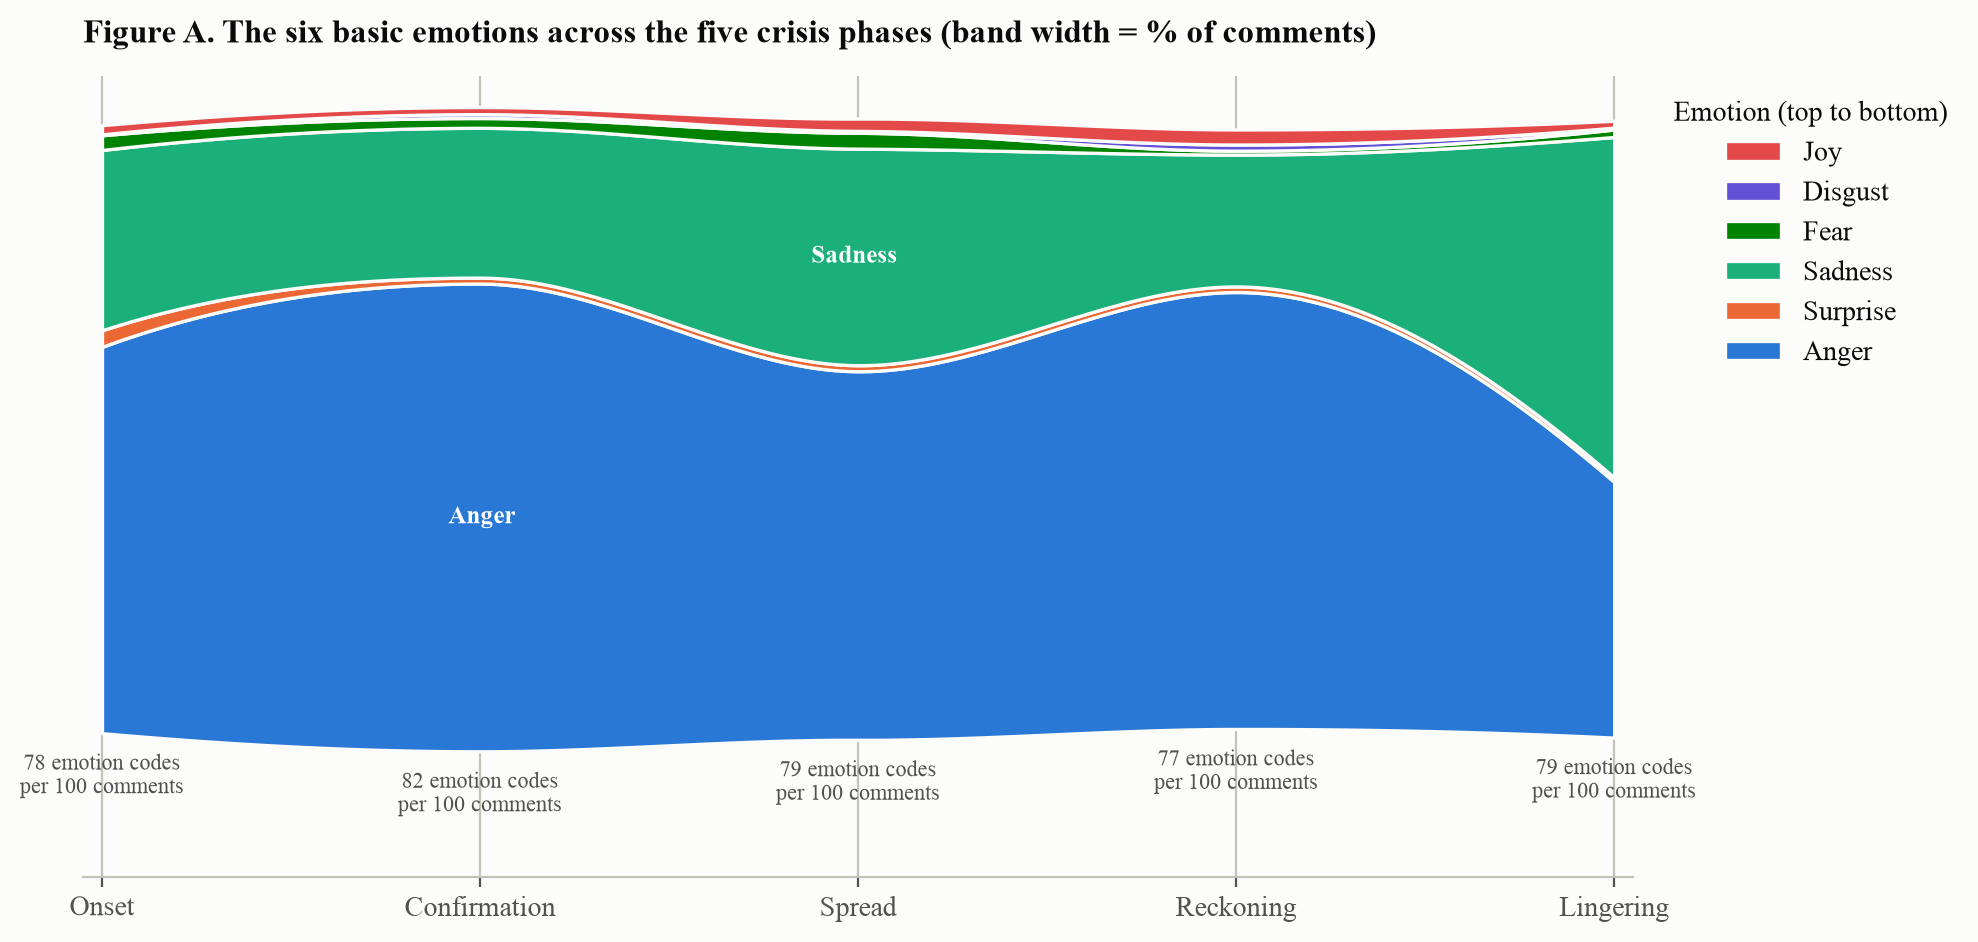 Figure A. The six basic emotions across the five crisis phases (band width = % of comments)
Emotion (top to bottom)
Joy
Disgust
Fear
Sadness
Surprise
Anger
Sadness
Anger
78 emotion codes
per 100 comments
82 emotion codes
per 100 comments
79 emotion codes
per 100 comments
77 emotion codes
per 100 comments
79 emotion codes
per 100 comments
Onset
Confirmation
Spread
Reckoning
Lingering